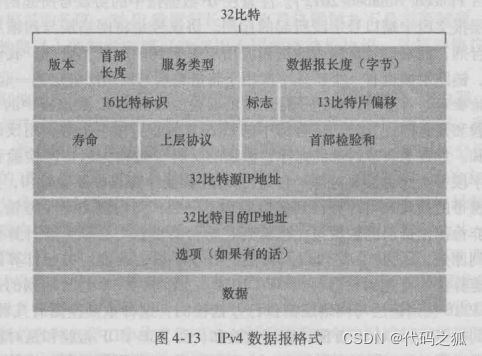 32比特
版本 首部长度 服务类型 数据报长度（字节）
16比特标识 标志 13比特片偏移
寿命 上层协议 首部检验和
32比特源IP地址
32比特目的IP地址
选项（如果有的话）
数据
图 4-13 IPv4 数据报格式
CSDN @代码之狐